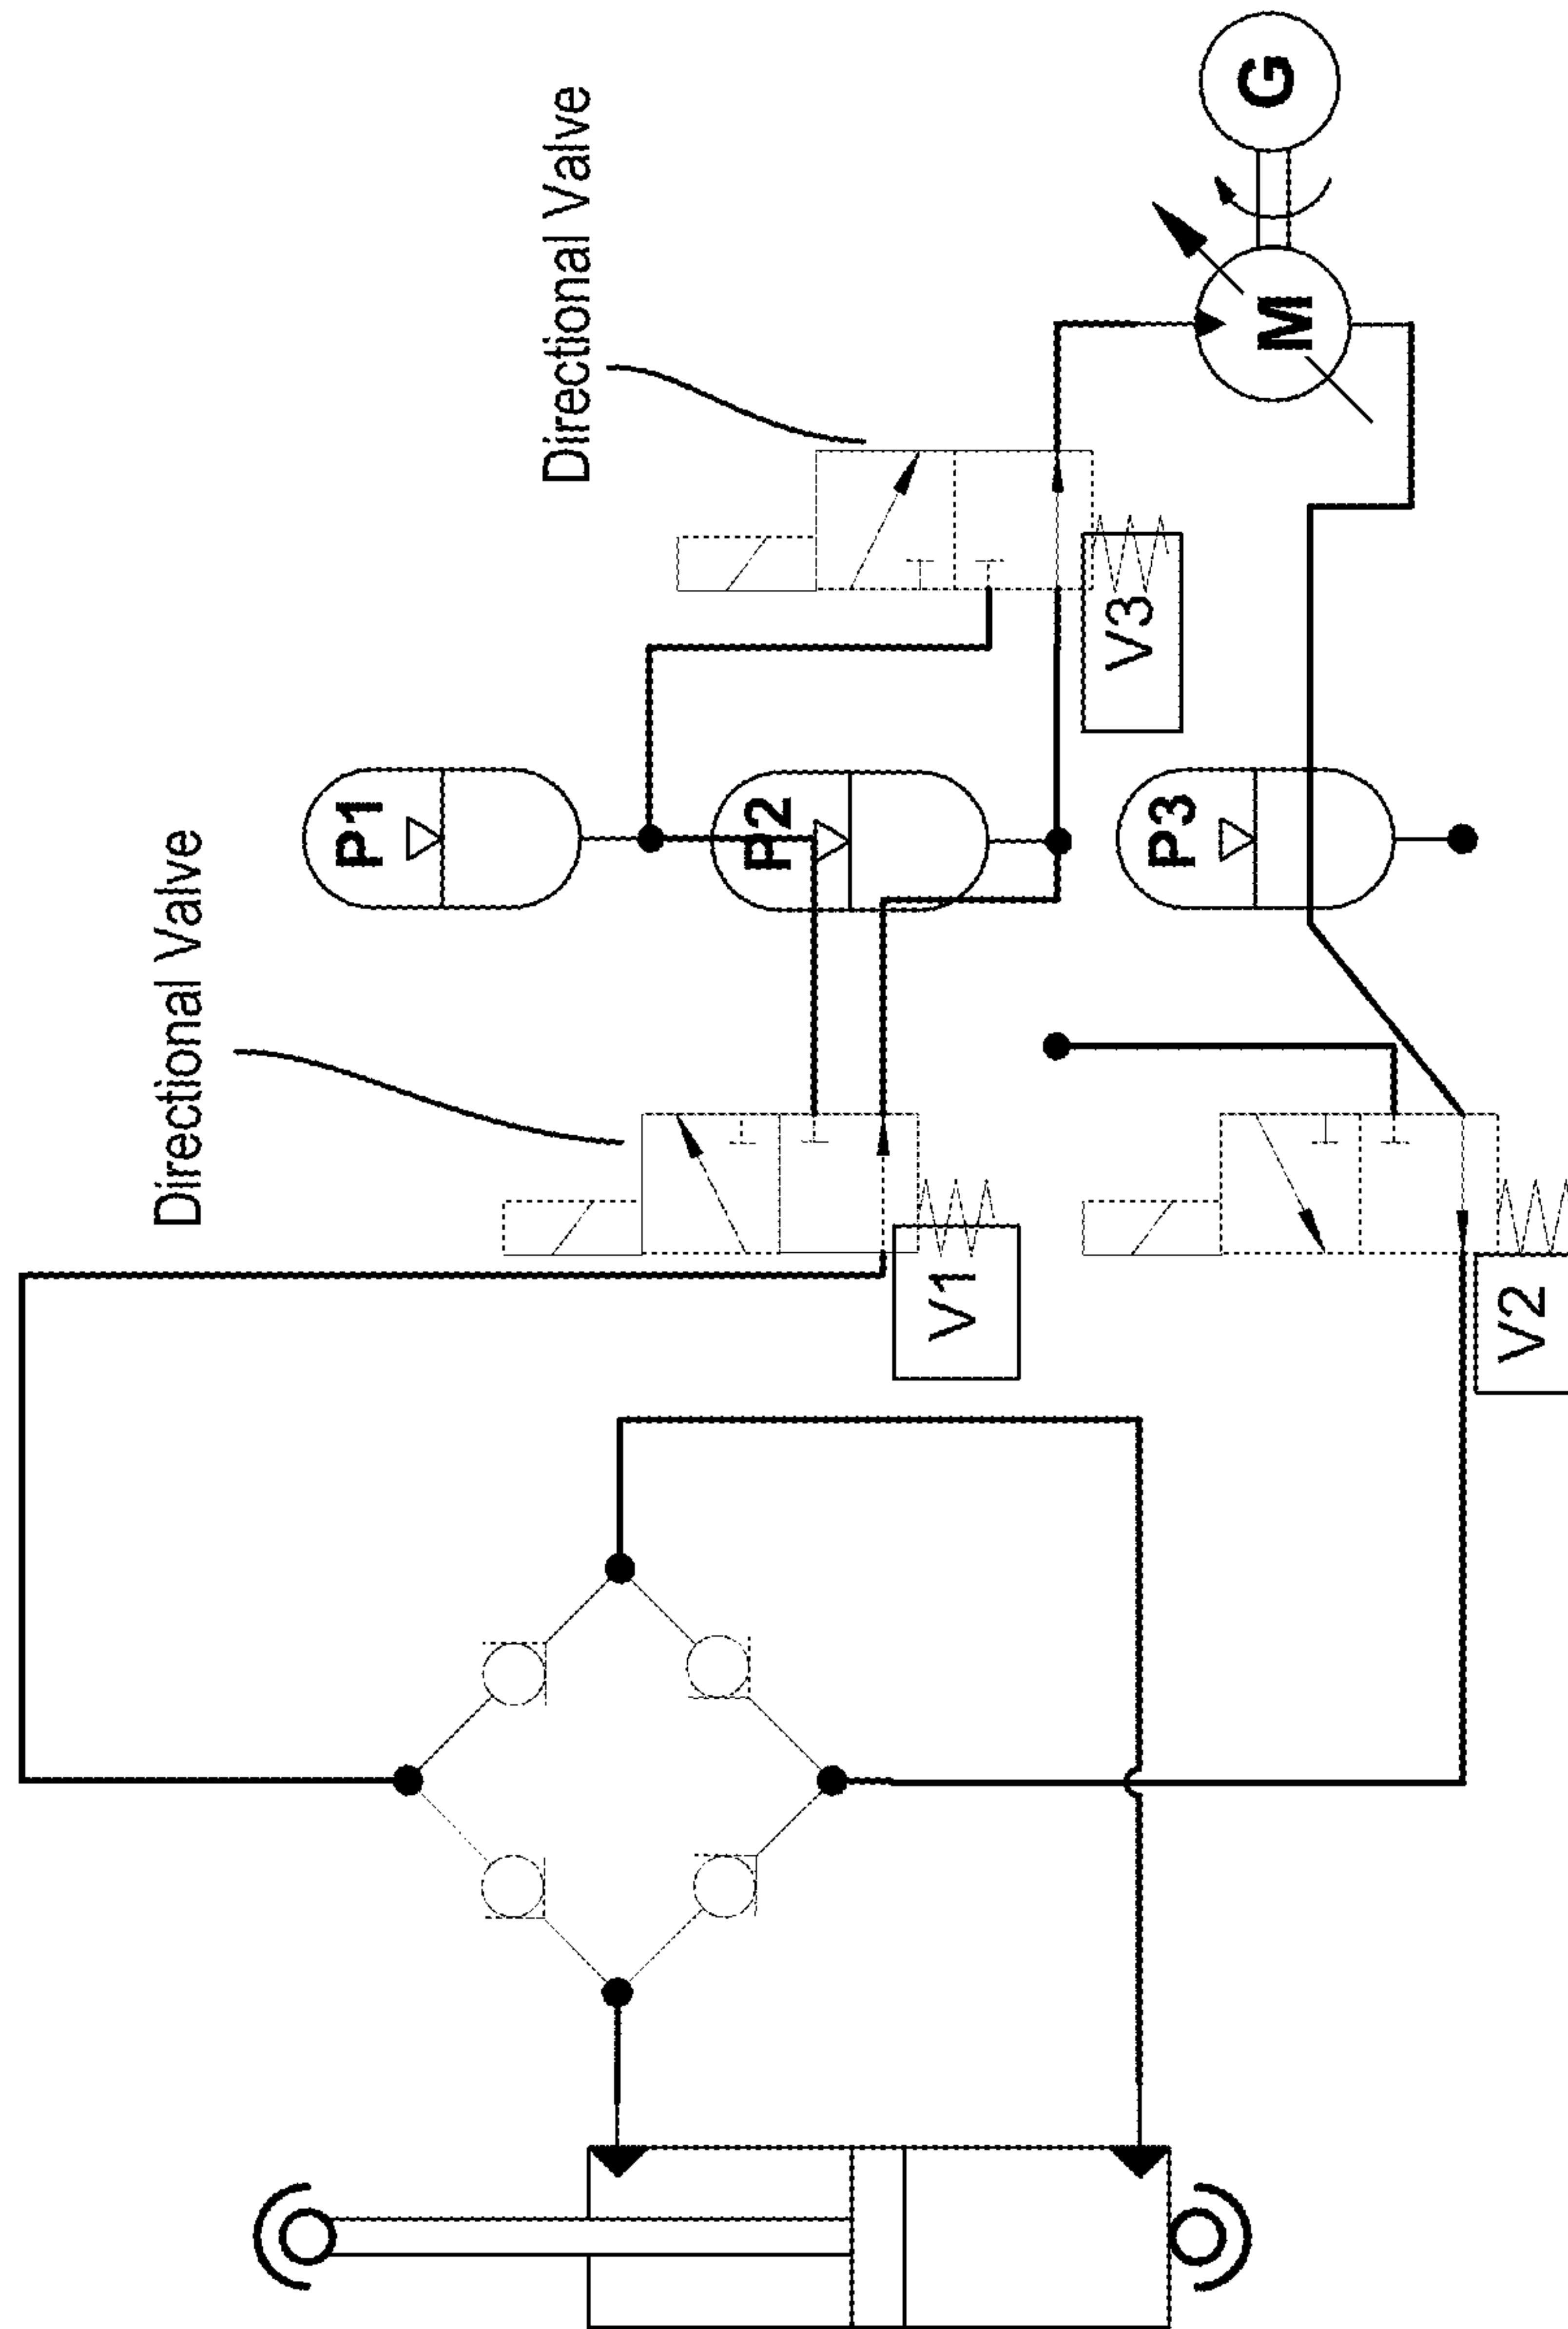 Directional Valve
Directional Valve
P1
P2
P3
V1
V2
V3
M
G